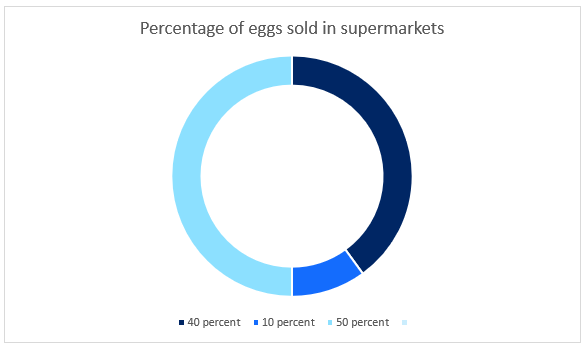 Percentage of eggs sold in supermarkets
40 percent 10 percent 50 percent